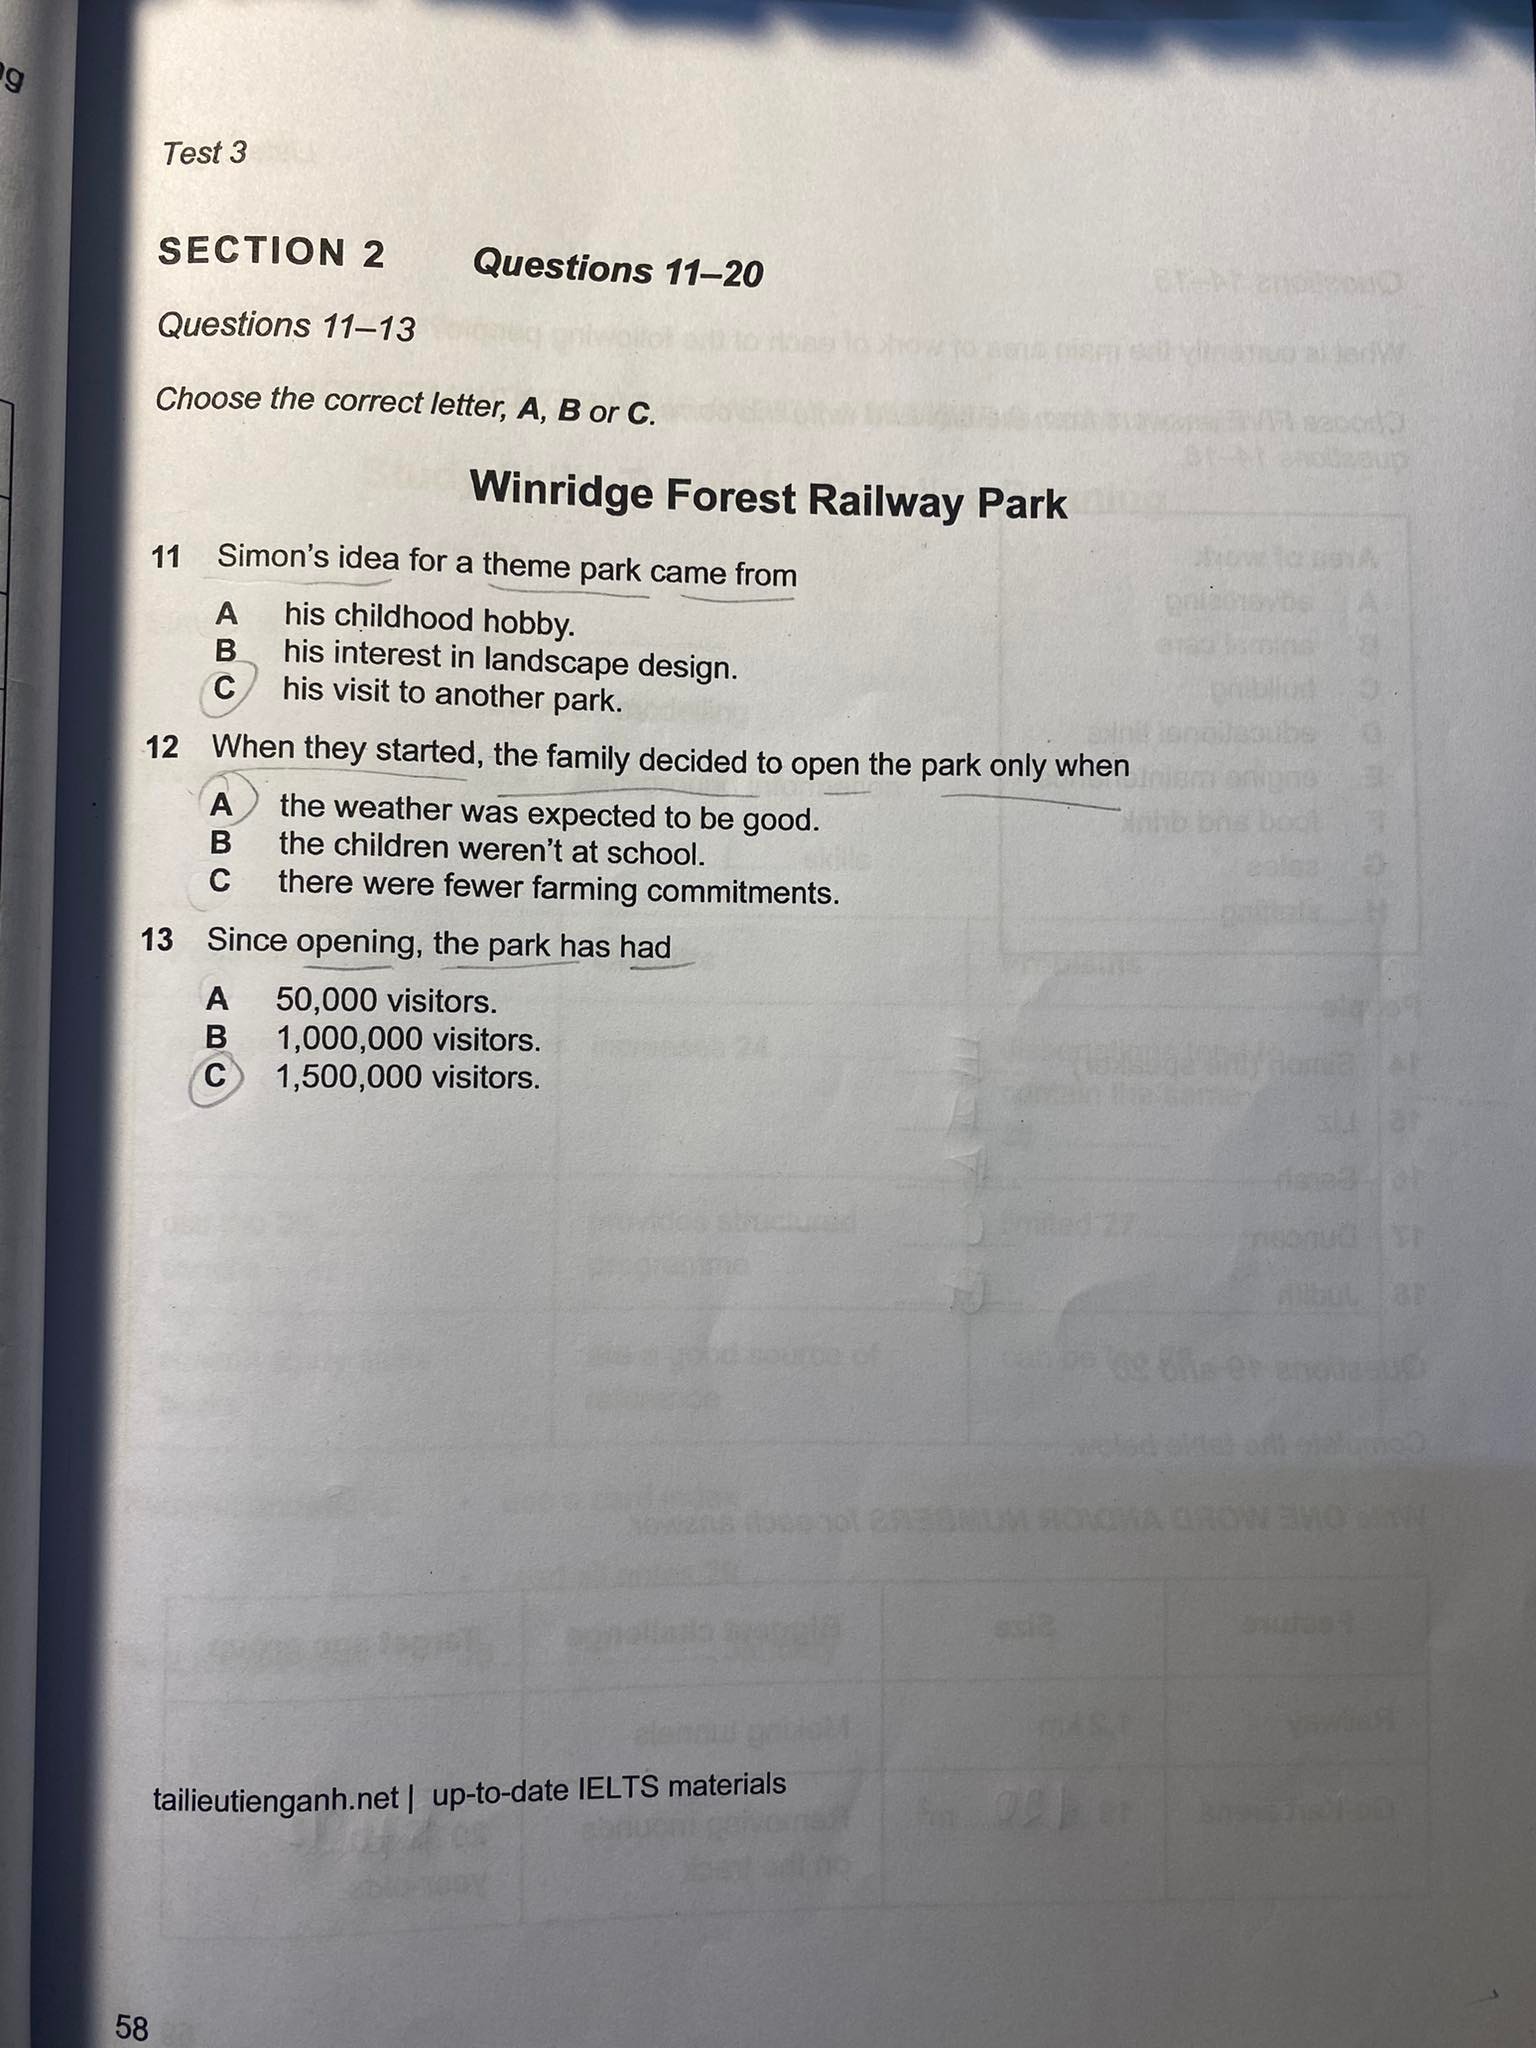 Test 3
SECTION 2 Questions 11–20
Questions 11–13
Choose the correct letter, A, B or C.
Winridge Forest Railway Park
11 Simon's idea for a theme park came from
A his childhood hobby.
B his interest in landscape design.
C his visit to another park.
12 When they started, the family decided to open the park only when
A the weather was expected to be good.
B the children weren't at school.
C there were fewer farming commitments.
13 Since opening, the park has had
A 50,000 visitors.
B 1,000,000 visitors.
C 1,500,000 visitors.
tailieutienganh.net | up-to-date IELTS materials
58